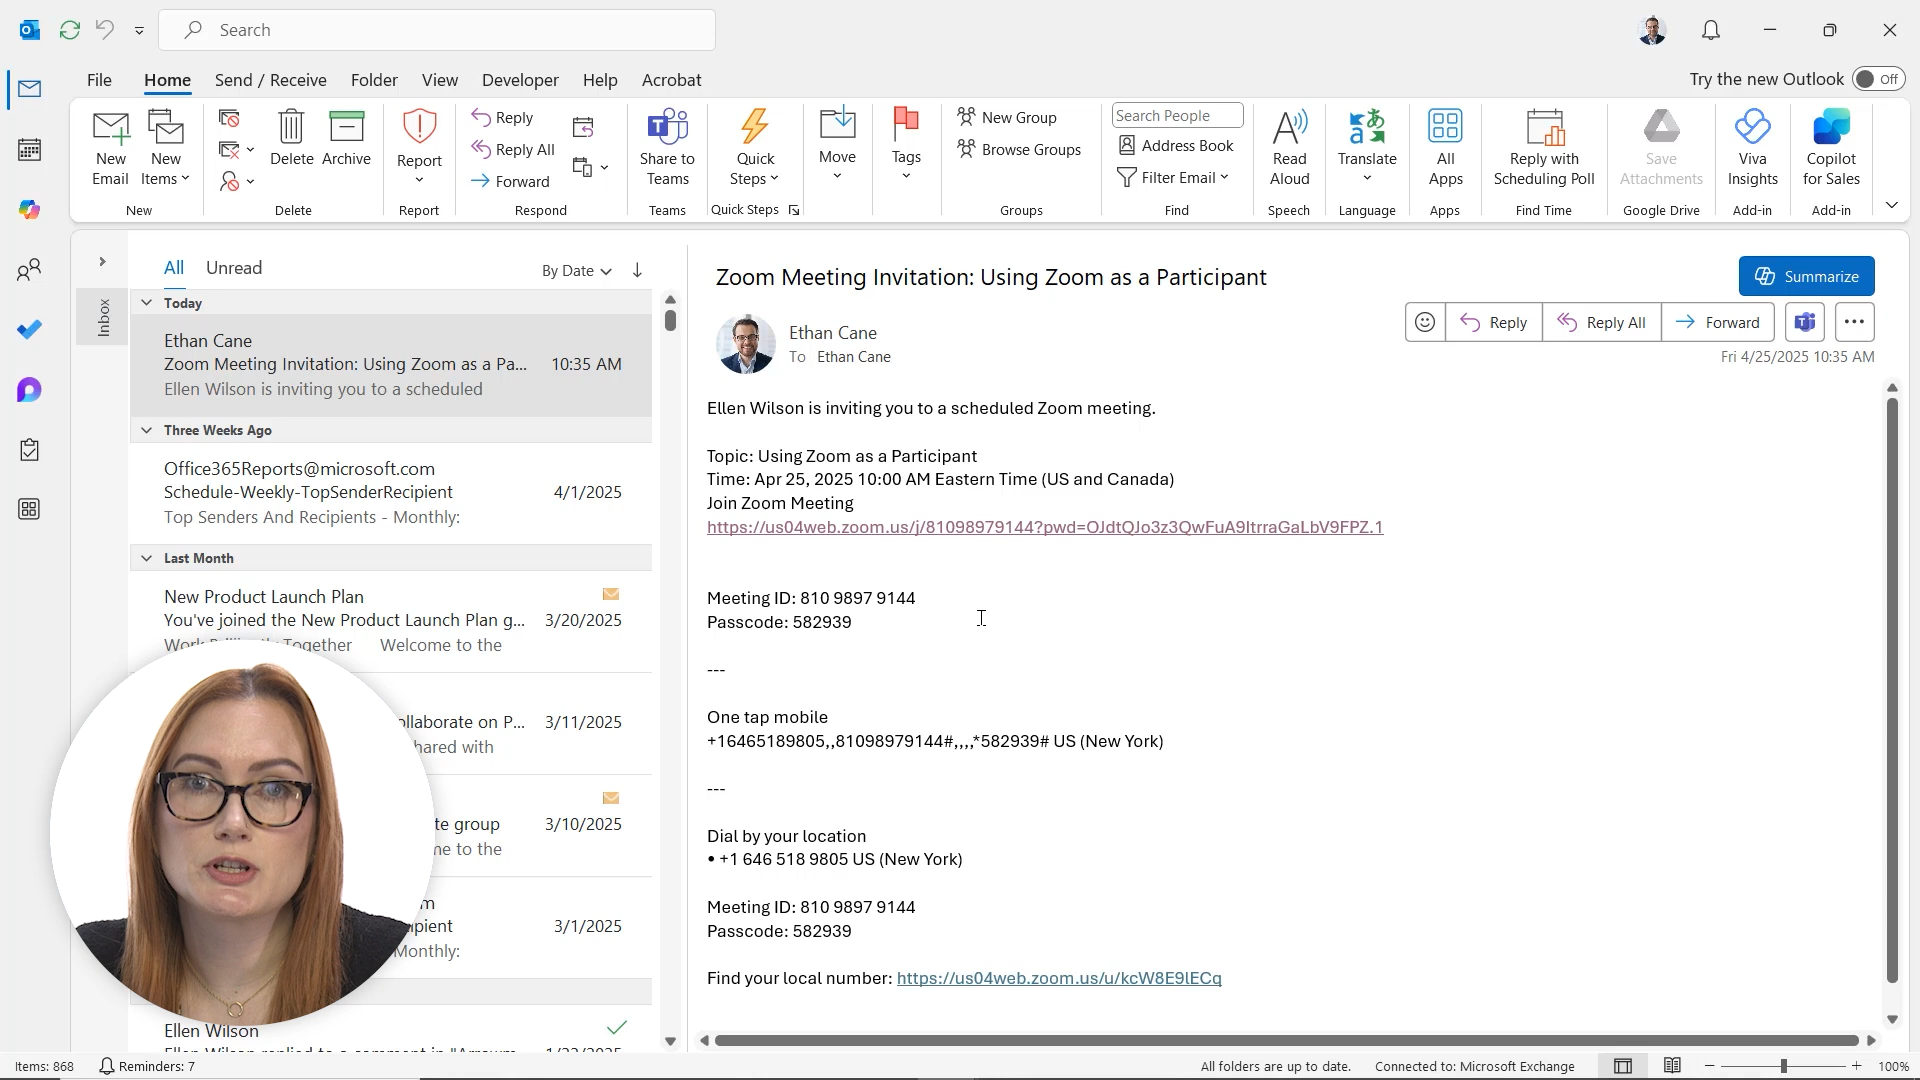 Search
File
Home
Send / Receive
Folder
View
Developer
Help
Acrobat
Try the new Outlook
Off
New Email
New Items
New
Delete
Archive
Delete
Report
Report
Reply
Reply All
Forward
Respond
Share to Teams
Teams
Quick Steps
Quick Steps
Move
Tags
New Group
Browse Groups
Groups
Search People
Address Book
Filter Email
Find
Read Aloud
Speech
Translate
Language
All Apps
Apps
Reply with Scheduling Poll
Find Time
Save Attachments
Google Drive
Viva Insights
Add-in
Copilot for Sales
Add-in
Inbox
All
Unread
By Date
Today
Ethan Cane
Zoom Meeting Invitation: Using Zoom as a Pa... 10:35 AM
Ellen Wilson is inviting you to a scheduled
Three Weeks Ago
Office365Reports@microsoft.com
Schedule-Weekly-TopSenderRecipient 4/1/2025
Top Senders And Recipients - Monthly:
Last Month
New Product Launch Plan
You've joined the New Product Launch Plan g... 3/20/2025
Together Welcome to the
ollaborate on P... 3/11/2025
hared with
te group 3/10/2025
me to the
m
ipient 3/1/2025
Monthly:
Ellen Wilson
Zoom Meeting Invitation: Using Zoom as a Participant
Summarize
Ethan Cane
To Ethan Cane
Reply
Reply All
Forward
Fri 4/25/2025 10:35 AM
Ellen Wilson is inviting you to a scheduled Zoom meeting.
Topic: Using Zoom as a Participant
Time: Apr 25, 2025 10:00 AM Eastern Time (US and Canada)
Join Zoom Meeting
https://us04web.zoom.us/j/81098979144?pwd=OJdtQJo3z3QwFuA9ItrraGaLbV9FPZ.1
Meeting ID: 810 9897 9144
Passcode: 582939
---
One tap mobile
+16465189805,,81098979144#,,,,*582939# US (New York)
---
Dial by your location
• +1 646 518 9805 US (New York)
Meeting ID: 810 9897 9144
Passcode: 582939
Find your local number: https://us04web.zoom.us/u/kcW8E9lECq
Items: 868
Reminders: 7
All folders are up to date.
Connected to: Microsoft Exchange
100%